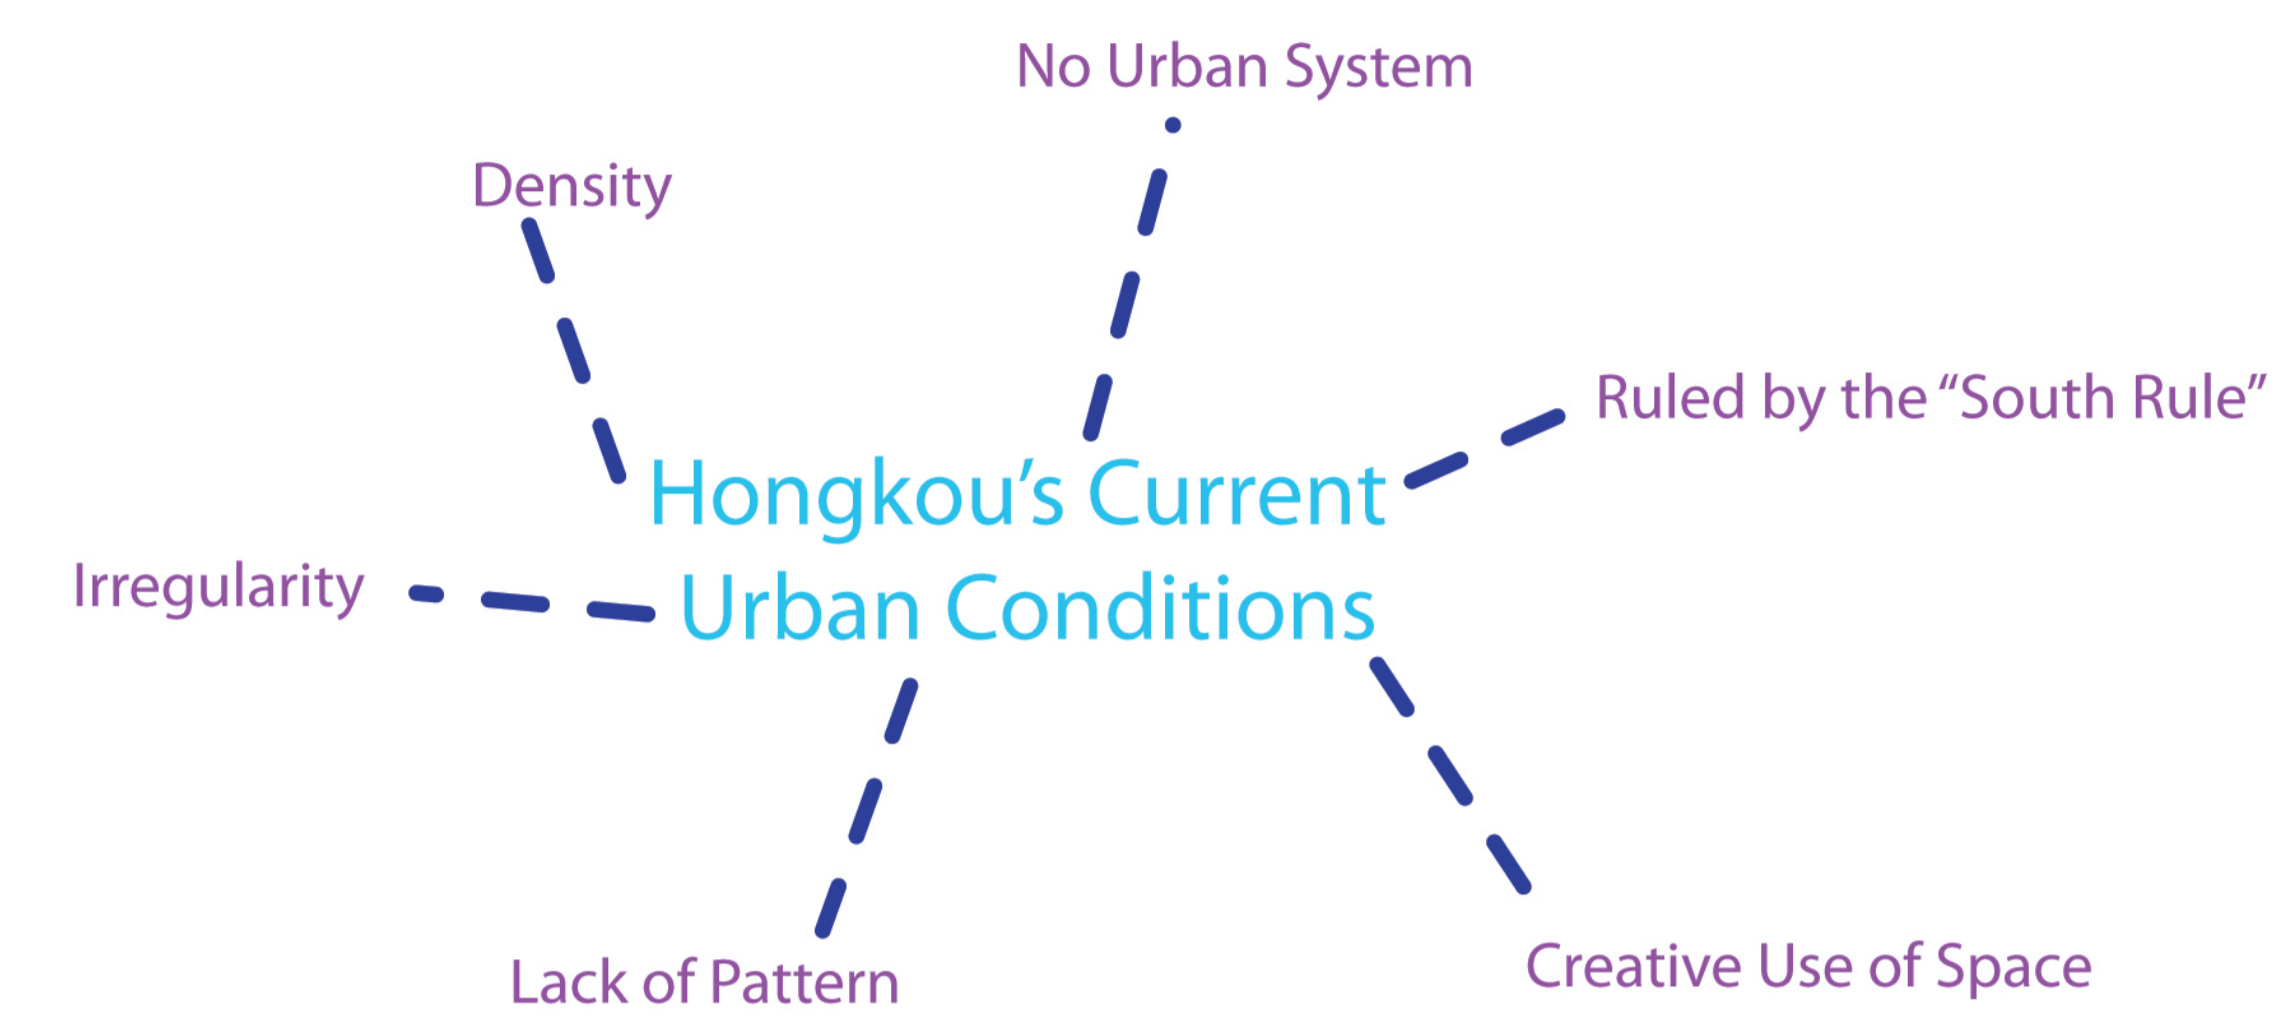 No Urban System
Density
Ruled by the “South Rule”
Hongkou’s Current
Urban Conditions
Irregularity
Creative Use of Space
Lack of Pattern